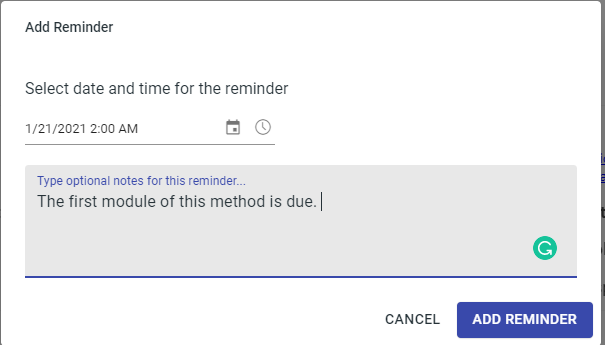 Add Reminder
Select date and time for the reminder
1/21/2021 2:00 AM
Type optional notes for this reminder...
The first module of this method is due.
CANCEL ADD REMINDER